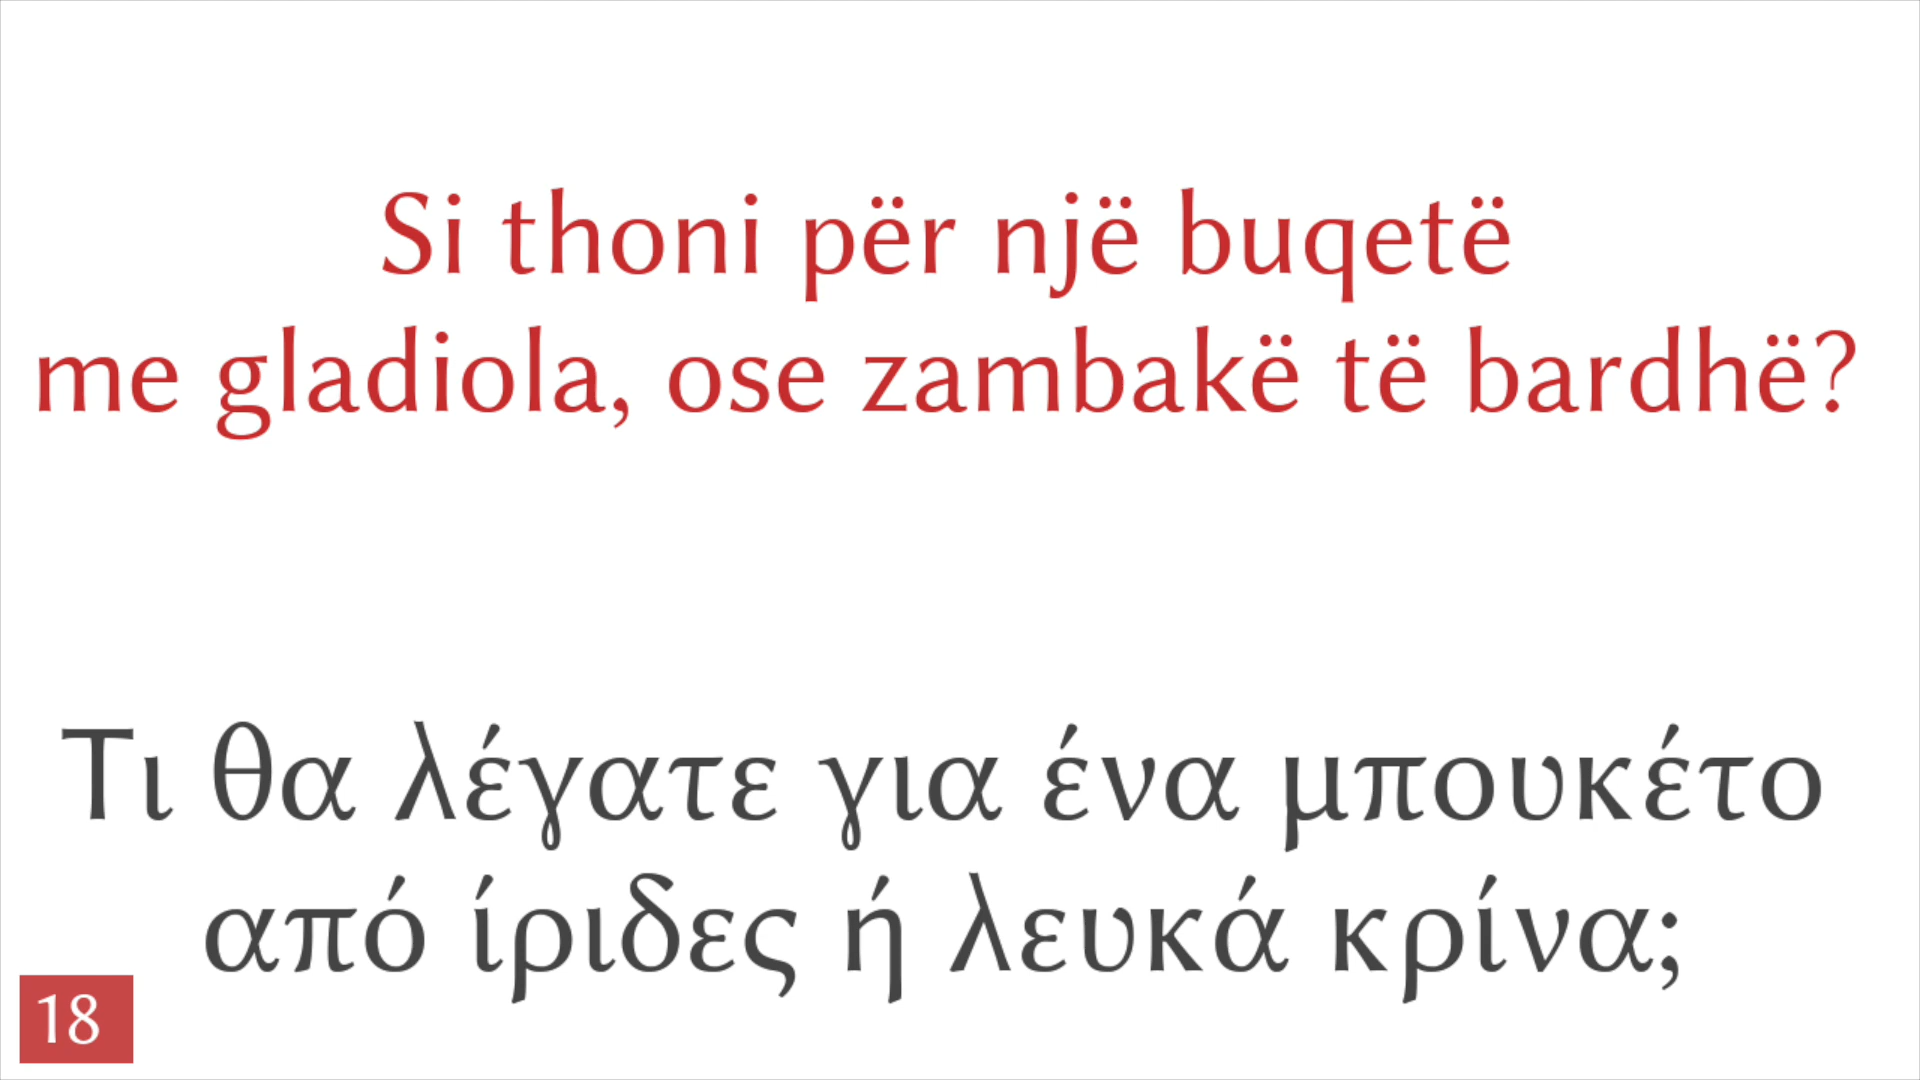 Si thoni për një buqetë
me gladiola, ose zambakë të bardhë?
Τι θα λέγατε για ένα μπουκέτο
από ίριδες ή λευκά κρίνα;
18